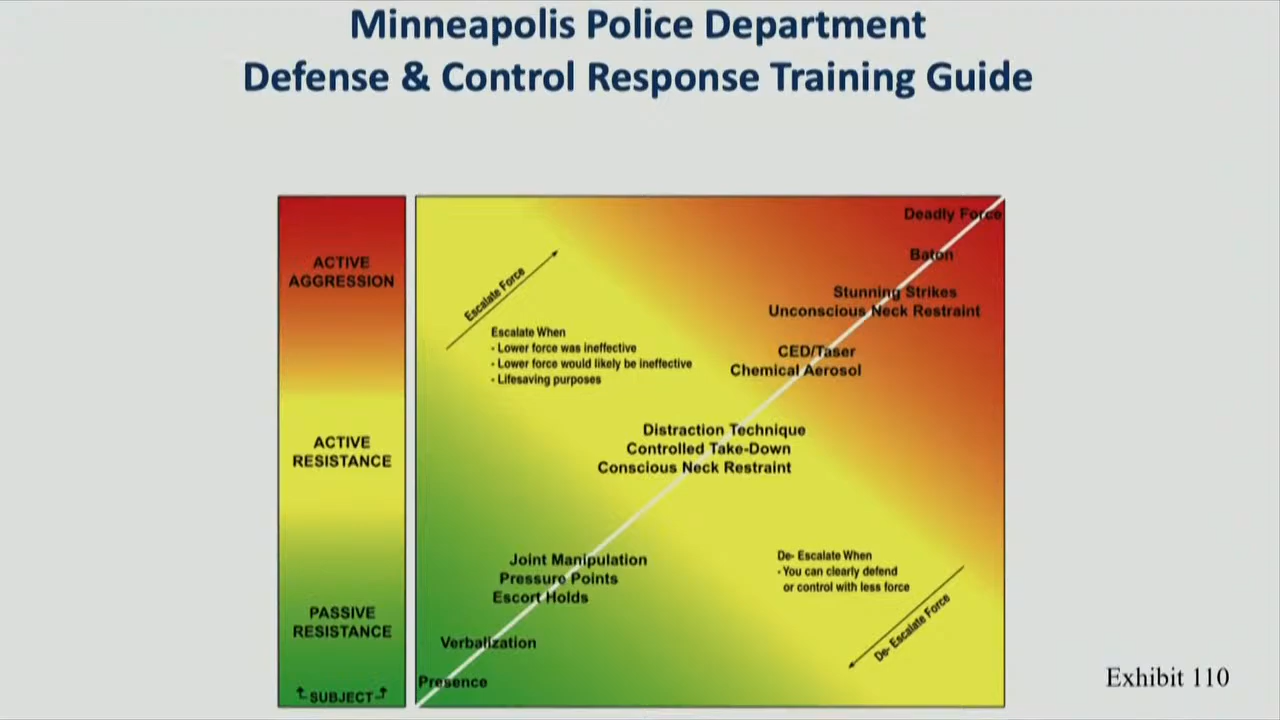 Minneapolis Police Department
Defense & Control Response Training Guide
ACTIVE
AGGRESSION
ACTIVE
RESISTANCE
PASSIVE
RESISTANCE
SUBJECT
Escalate Force
Escalate When
- Lower force was ineffective
- Lower force would likely be ineffective
- Lifesaving purposes
Deadly Force
Baton
Stunning Strikes
Unconscious Neck Restraint
CED/Taser
Chemical Aerosol
Distraction Technique
Controlled Take-Down
Conscious Neck Restraint
Joint Manipulation
Pressure Points
Escort Holds
Verbalization
Presence
De- Escalate When
- You can clearly defend
or control with less force
De- Escalate Force
Exhibit 110